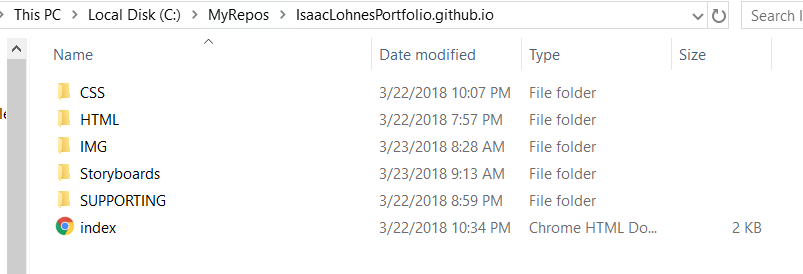 This PC > Local Disk (C:) > MyRepos > IsaacLohnesPortfolio.github.io Search I
Name Date modified Type Size
CSS 3/22/2018 10:07 PM File folder
HTML 3/22/2018 7:57 PM File folder
IMG 3/23/2018 8:28 AM File folder
Storyboards 3/23/2018 9:13 AM File folder
SUPPORTING 3/22/2018 8:59 PM File folder
index 3/22/2018 10:34 PM Chrome HTML Do... 2 KB